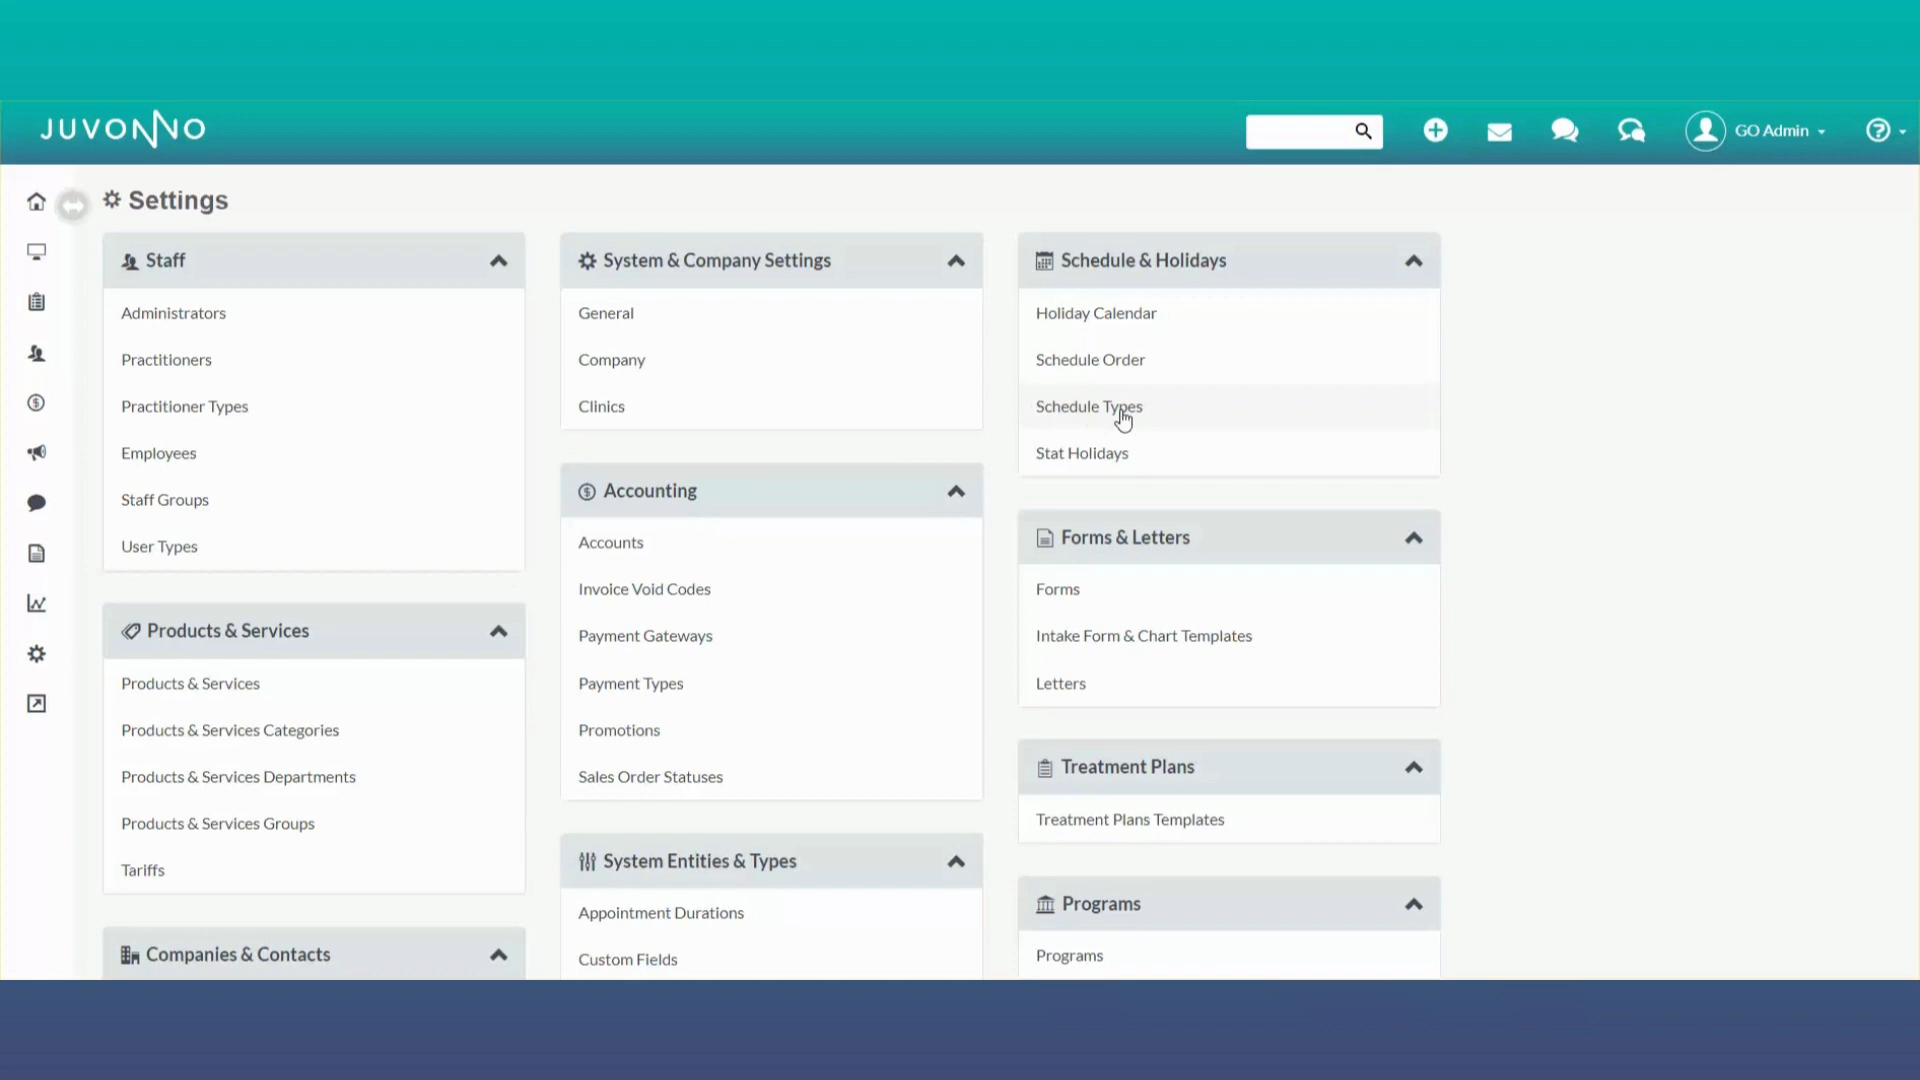 JUVONNO
GO Admin
Settings
Staff
Administrators
Practitioners
Practitioner Types
Employees
Staff Groups
User Types
Products & Services
Products & Services
Products & Services Categories
Products & Services Departments
Products & Services Groups
Tariffs
Companies & Contacts
System & Company Settings
General
Company
Clinics
Accounting
Accounts
Invoice Void Codes
Payment Gateways
Payment Types
Promotions
Sales Order Statuses
System Entities & Types
Appointment Durations
Custom Fields
Schedule & Holidays
Holiday Calendar
Schedule Order
Schedule Types
Stat Holidays
Forms & Letters
Forms
Intake Form & Chart Templates
Letters
Treatment Plans
Treatment Plans Templates
Programs
Programs